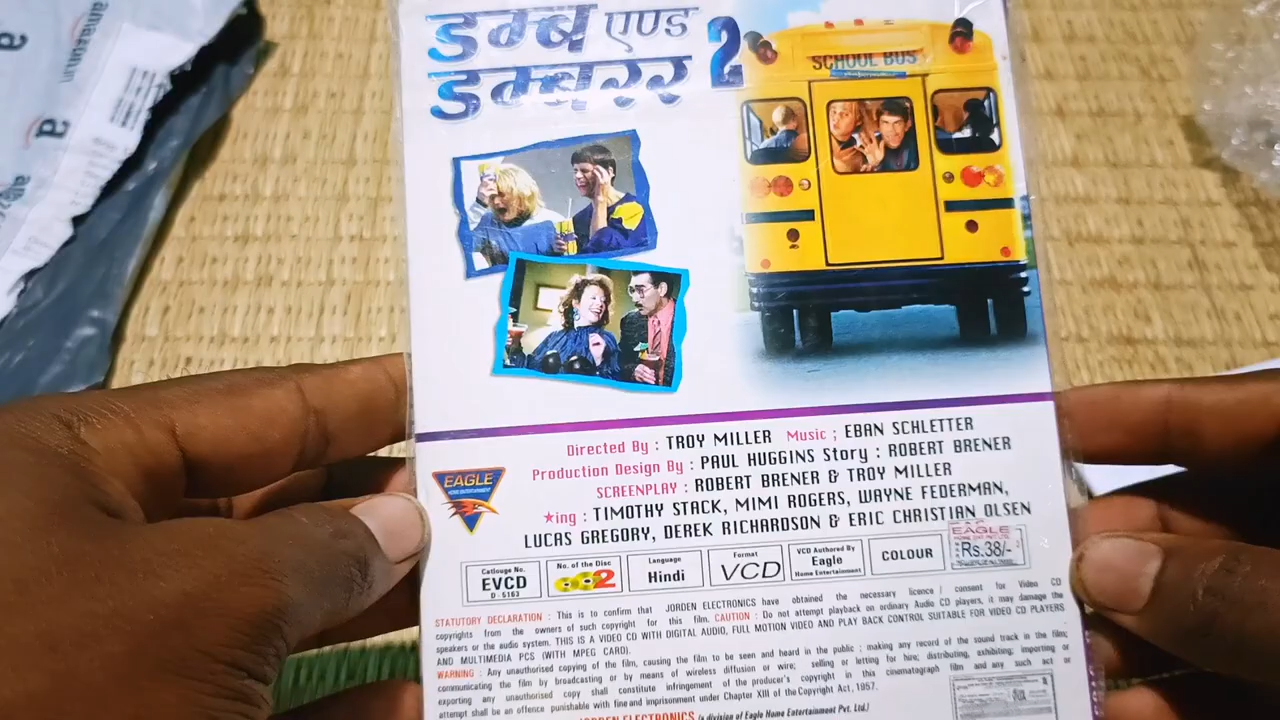 डम्ब एण्ड
डम्बरर 2
SCHOOL BUS
amazon
Directed By : TROY MILLER Music ; EBAN SCHLETTER
Production Design By : PAUL HUGGINS Story : ROBERT BRENER
SCREENPLAY : ROBERT BRENER & TROY MILLER
★ing : TIMOTHY STACK, MIMI ROGERS, WAYNE FEDERMAN,
LUCAS GREGORY, DEREK RICHARDSON & ERIC CHRISTIAN OLSEN
EAGLE
HOME ENTERTAINMENT
Catlouge No.
EVCD
D - 5163
No. of the Disc
2
Language
Hindi
Format
VCD
VCD Authored By
Eagle
Home Entertainment
COLOUR
EAGLE
Rs.38/-
STATUTORY DECLARATION : This is to confirm that JORDEN ELECTRONICS have obtained the necessary licence / consent for Video CD
copyrights from the owners of such copyright for this film. CAUTION : Do not attempt playback on ordinary Audio CD players, it may damage the
speakers or the audio system. THIS IS A VIDEO CD WITH DIGITAL AUDIO, FULL MOTION VIDEO AND PLAY BACK CONTROL SUITABLE FOR VIDEO CD PLAYERS
AND MULTIMEDIA PCS (WITH MPEG CARD).
WARNING : Any unauthorised copying of the film, causing the film to be seen and heard in the public ; making any record of the sound track in the film;
communicating the film by broadcasting or by means of wireless diffusion or wire; selling or letting for hire; distributing, exhibiting; importing or
exporting any unauthorised copy shall constitute infringement of the producer's copyright in this cinematograph film and any such act or
attempt shall be an offence punishable with fine and imprisonment under Chapter XIII of the Copyright Act, 1957.
JORDEN ELECTRONICS (a division of Eagle Home Entertainment Pvt. Ltd.)